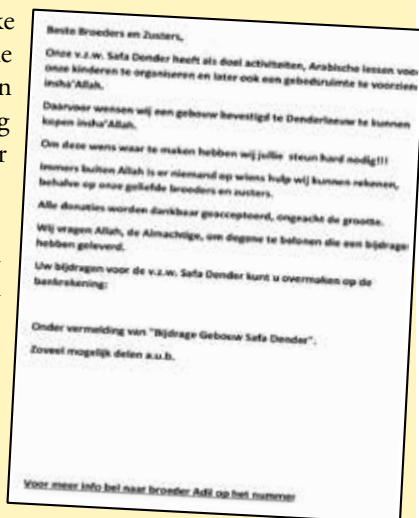 ke
le
n
g
r
Beste Broeders en Zusters,
Onze v.z.w. Safa Dender heeft als doel activiteiten, Arabische lessen voor
onze kinderen te organiseren en later ook een gebedsruimte te voorzien
insha"Allah.
Daarvoor wensen wij een gebouw bevestigd te Denderleeuw te kunnen
kopen insha"Allah.
Om deze wens waar te maken hebben wij jullie steun hard nodig!!!
Immers buiten Allah is er niemand op wiens hulp wij kunnen rekenen,
behalve op onze geliefde broeders en zusters.
Alle donaties worden dankbaar geaccepteerd, ongeacht de grootte.
Wij vragen Allah, de Almachtige, om degene te belonen die een bijdrage
hebben geleverd.
Uw bijdragen voor de v.z.w. Safa Dender kunt u overmaken op de
bankrekening:
Onder vermelding van "Bijdrage Gebouw Safa Dender".
Zoveel mogelijk delen a.u.b.
Voor meer info bel naar broeder Adil op het nummer